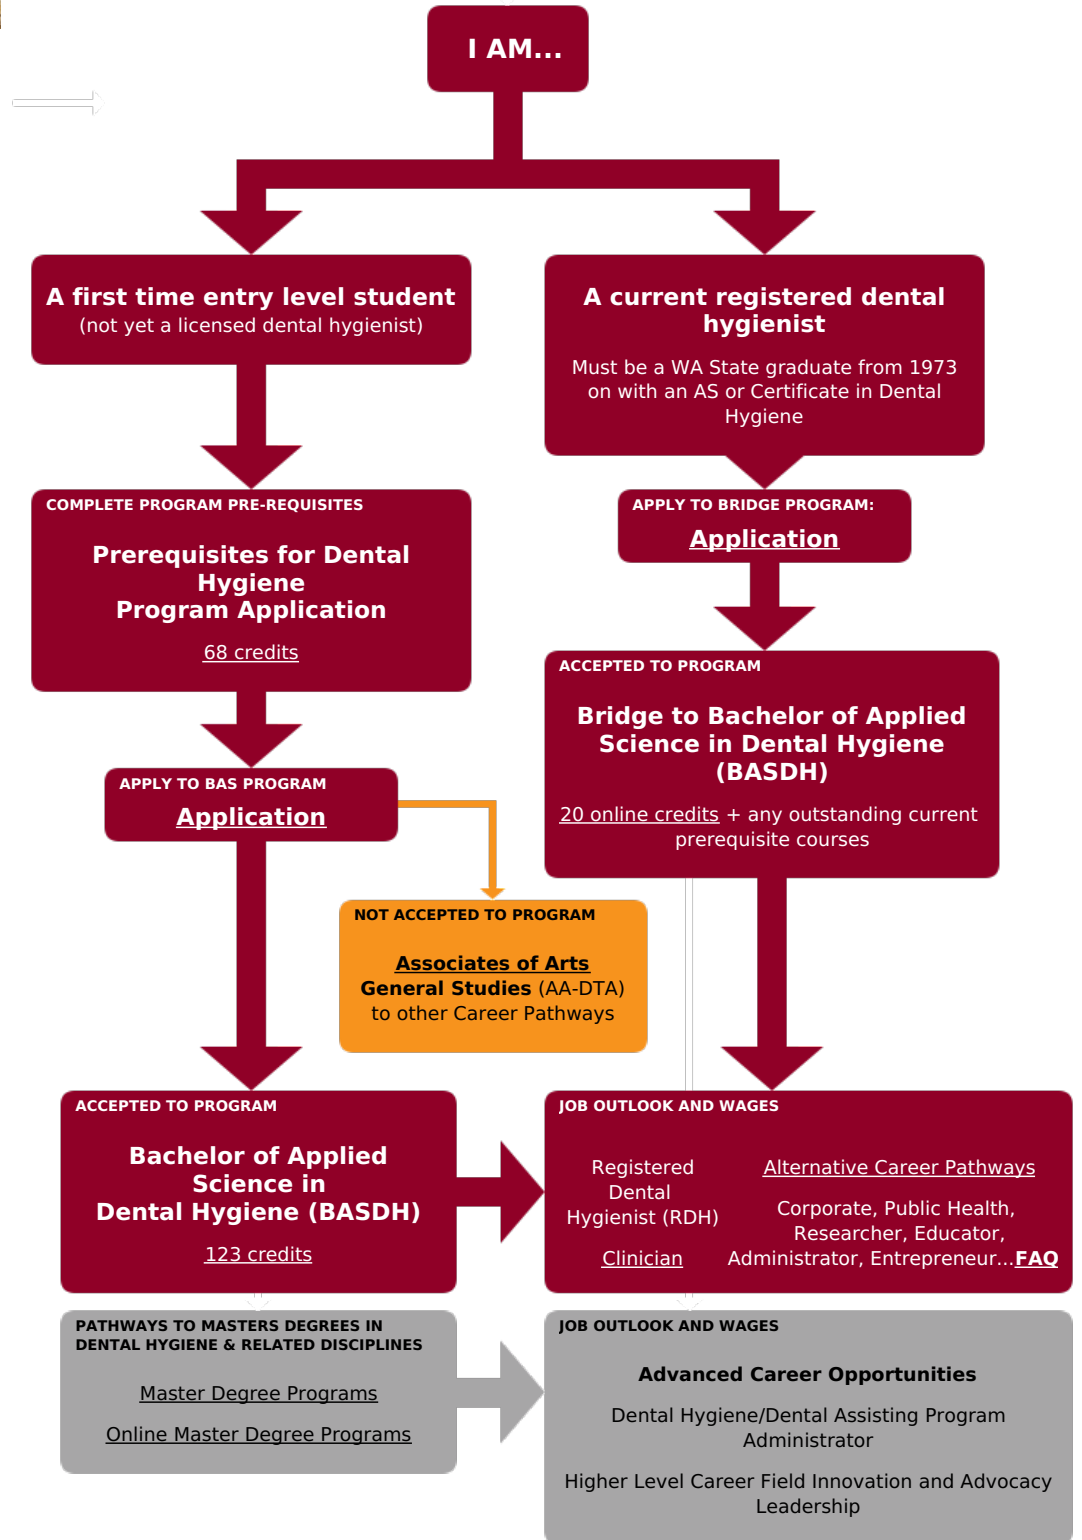 I AM...
A first time entry level student
(not yet a licensed dental hygienist)
A current registered dental
hygienist
Must be a WA State graduate from 1973
on with an AS or Certificate in Dental
Hygiene
COMPLETE PROGRAM PRE-REQUISITES
Prerequisites for Dental
Hygiene
Program Application
68 credits
APPLY TO BRIDGE PROGRAM:
Application
ACCEPTED TO PROGRAM
Bridge to Bachelor of Applied
Science in Dental Hygiene
(BASDH)
20 online credits + any outstanding current
prerequisite courses
APPLY TO BAS PROGRAM
Application
NOT ACCEPTED TO PROGRAM
Associates of Arts
General Studies (AA-DTA)
to other Career Pathways
ACCEPTED TO PROGRAM
Bachelor of Applied
Science in
Dental Hygiene (BASDH)
123 credits
JOB OUTLOOK AND WAGES
Registered
Dental
Hygienist (RDH)
Clinician
Alternative Career Pathways
Corporate, Public Health,
Researcher, Educator,
Administrator, Entrepreneur...FAQ
PATHWAYS TO MASTERS DEGREES IN
DENTAL HYGIENE & RELATED DISCIPLINES
Master Degree Programs
Online Master Degree Programs
JOB OUTLOOK AND WAGES
Advanced Career Opportunities
Dental Hygiene/Dental Assisting Program
Administrator
Higher Level Career Field Innovation and Advocacy
Leadership